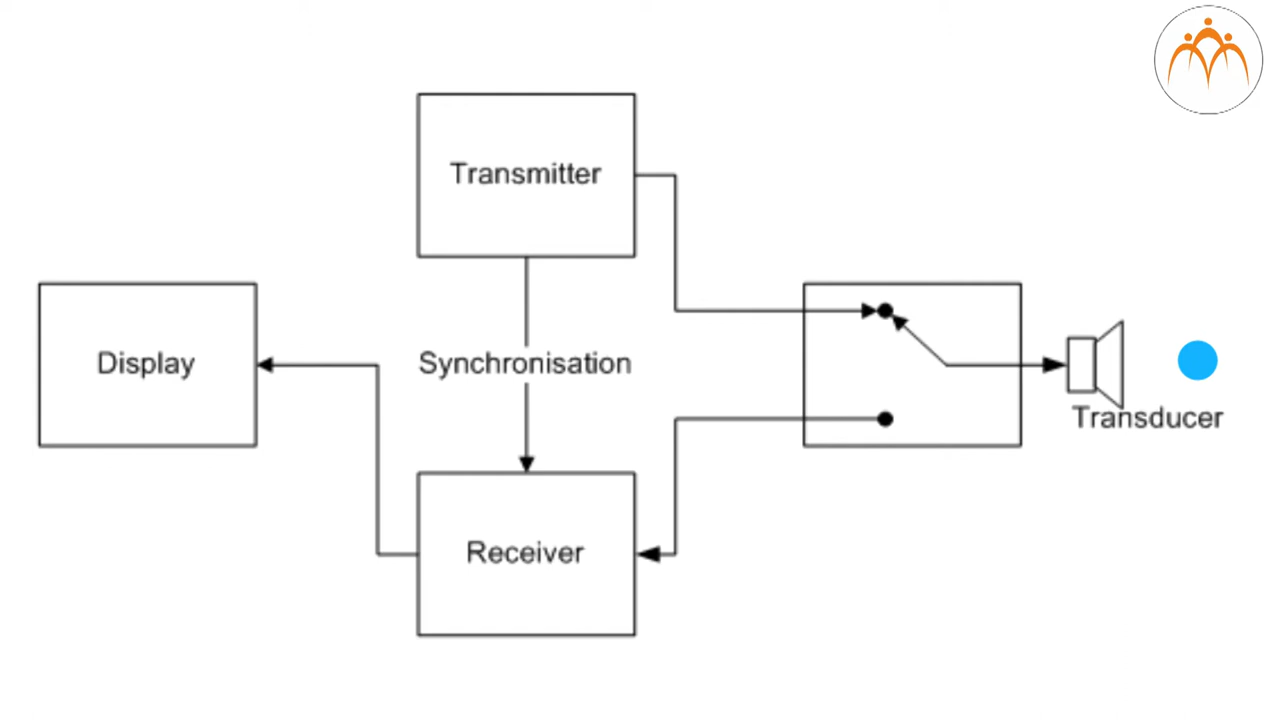 Transmitter
Display
Synchronisation
Transducer
Receiver